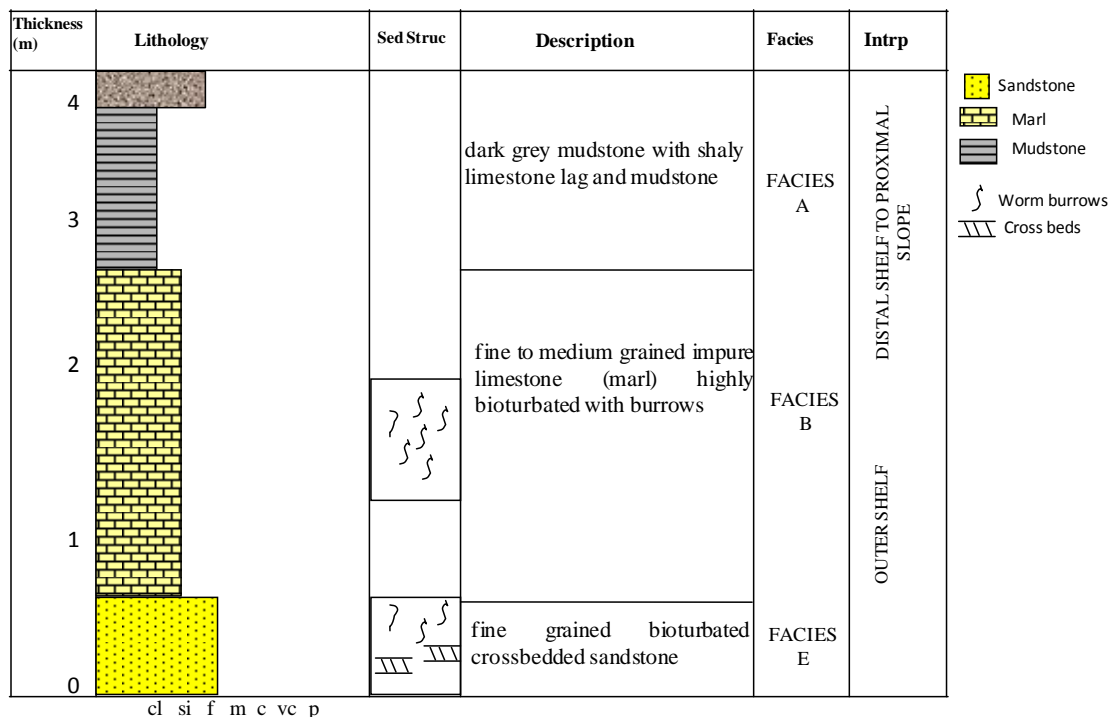 Thickness
(m)
Lithology
Sed Struc
Description
Facies
Intrp
4
3
2
1
0
dark grey mudstone with shaly
limestone lag and mudstone
FACIES
A
fine to medium grained impure
limestone (marl) highly
bioturbated with burrows
FACIES
B
fine grained bioturbated
crossbedded sandstone
FACIES
E
DISTAL SHELF TO PROXIMAL
SLOPE
OUTER SHELF
cl si f m c vc p
Sandstone
Marl
Mudstone
Worm burrows
Cross beds